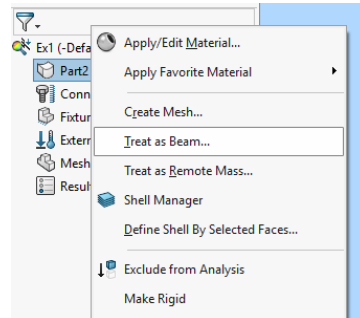 Ex1 (-Defa
Part2
Conn
Fixtur
Extern
Mesh
Resul
Apply/Edit Material...
Apply Favorite Material
Create Mesh...
Treat as Beam...
Treat as Remote Mass...
Shell Manager
Define Shell By Selected Faces...
Exclude from Analysis
Make Rigid